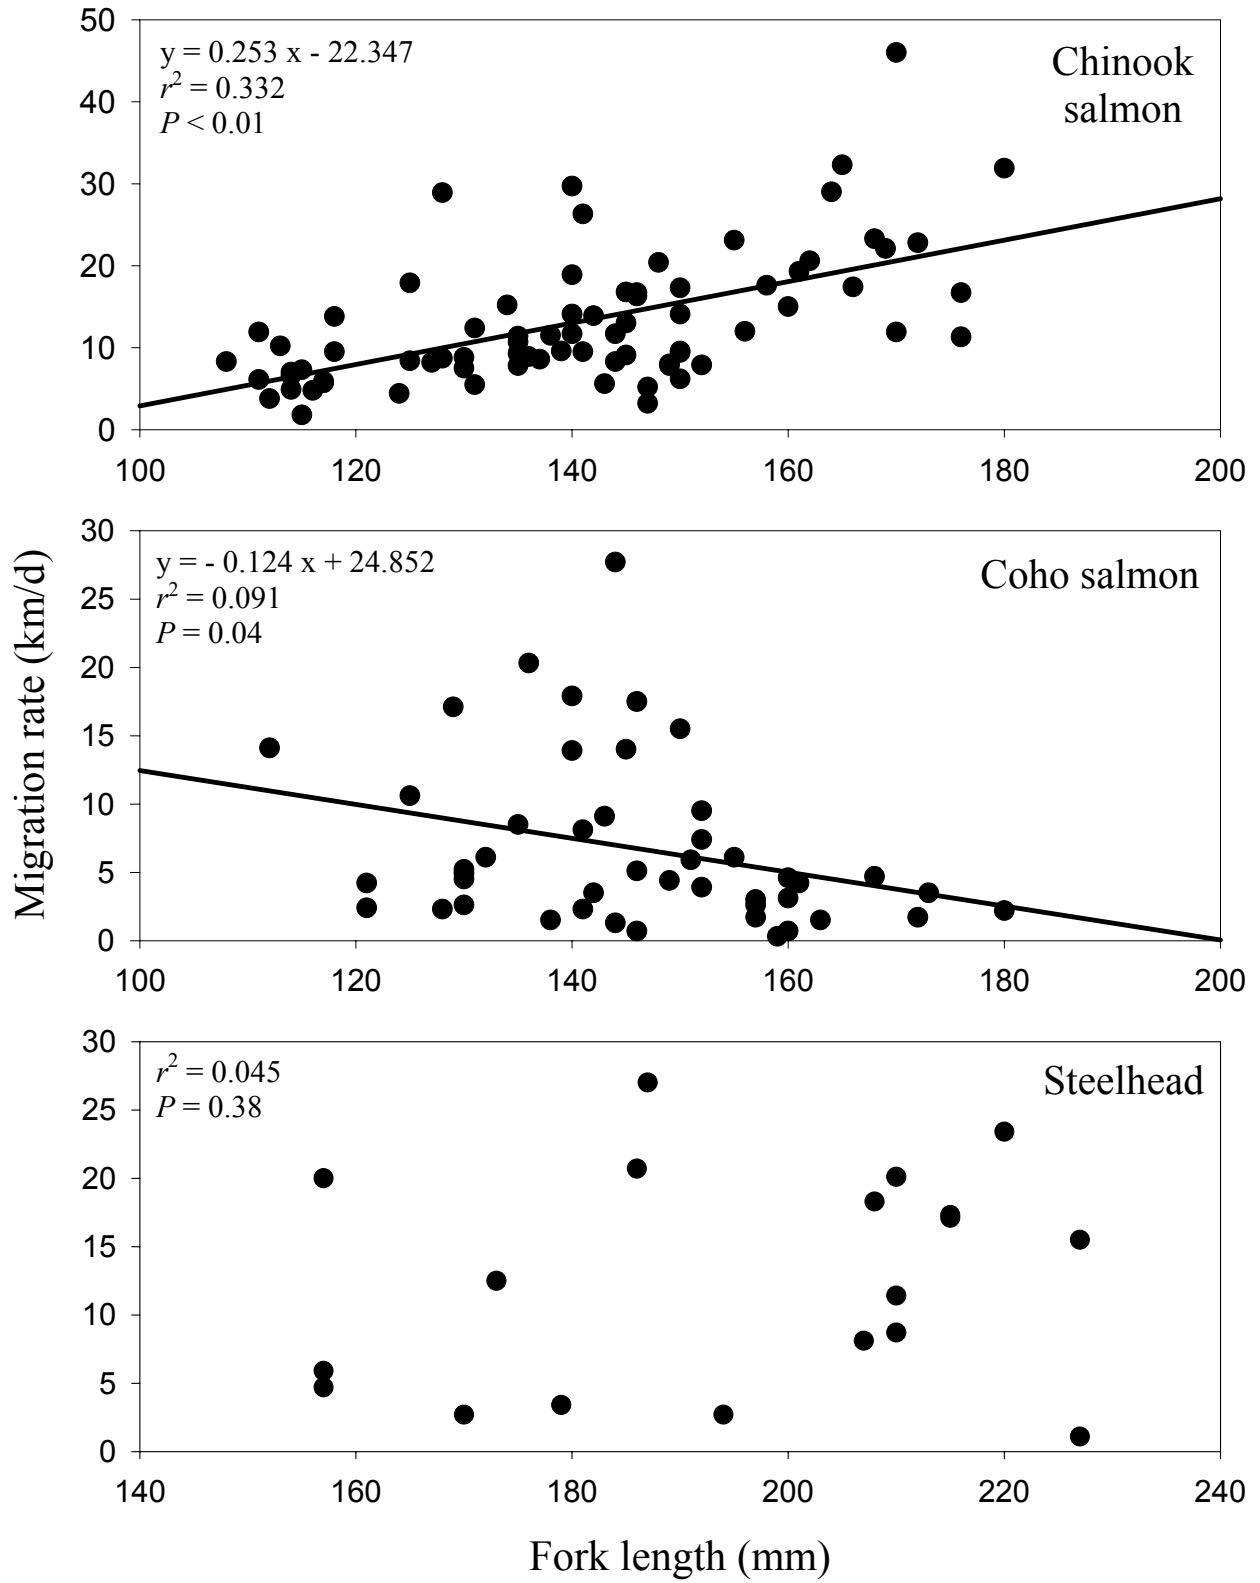 50
40
30
20
10
0
y = 0.253 x - 22.347
r² = 0.332
P < 0.01
Chinook
salmon
100 120 140 160 180 200
30
25
20
15
10
5
0
y = - 0.124 x + 24.852
r² = 0.091
P = 0.04
Coho salmon
100 120 140 160 180 200
Migration rate (km/d)
30
25
20
15
10
5
0
r² = 0.045
P = 0.38
Steelhead
140 160 180 200 220 240
Fork length (mm)